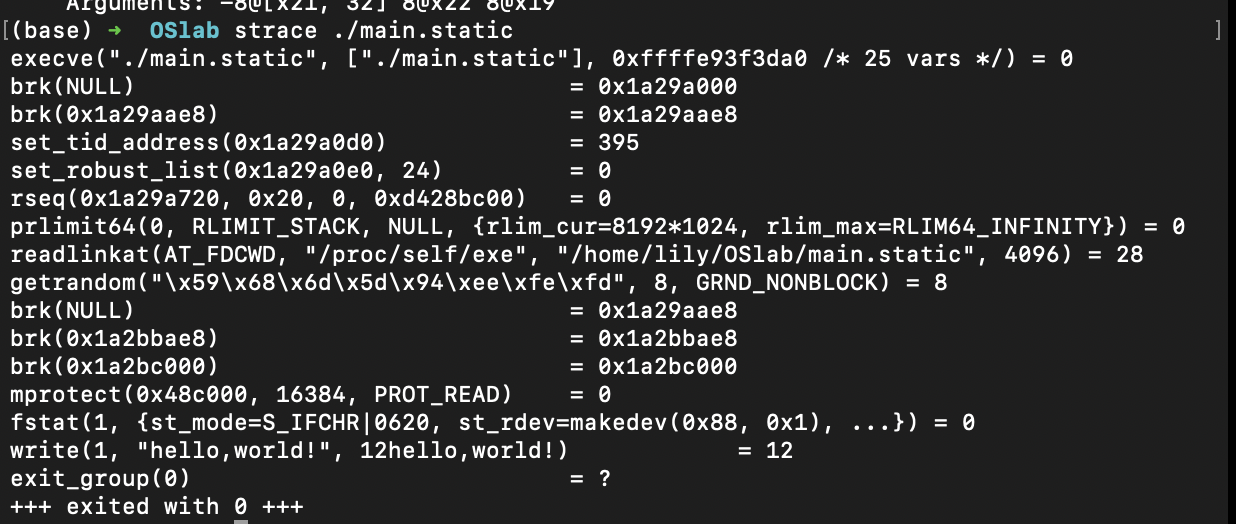 Arguments: -8@[x21, 32] 8@x22 8@x19
[(base) ➜  OSlab strace ./main.static ]
execve("./main.static", ["./main.static"], 0xffffe93f3da0 /* 25 vars */) = 0
brk(NULL)                               = 0x1a29a000
brk(0x1a29aae8)                         = 0x1a29aae8
set_tid_address(0x1a29a0d0)             = 395
set_robust_list(0x1a29a0e0, 24)         = 0
rseq(0x1a29a720, 0x20, 0, 0xd428bc00)   = 0
prlimit64(0, RLIMIT_STACK, NULL, {rlim_cur=8192*1024, rlim_max=RLIM64_INFINITY}) = 0
readlinkat(AT_FDCWD, "/proc/self/exe", "/home/lily/OSlab/main.static", 4096) = 28
getrandom("\x59\x68\x6d\x5d\x94\xee\xfe\xfd", 8, GRND_NONBLOCK) = 8
brk(NULL)                               = 0x1a29aae8
brk(0x1a2bbae8)                         = 0x1a2bbae8
brk(0x1a2bc000)                         = 0x1a2bc000
mprotect(0x48c000, 16384, PROT_READ)    = 0
fstat(1, {st_mode=S_IFCHR|0620, st_rdev=makedev(0x88, 0x1), ...}) = 0
write(1, "hello,world!", 12hello,world!)            = 12
exit_group(0)                           = ?
+++ exited with 0 +++